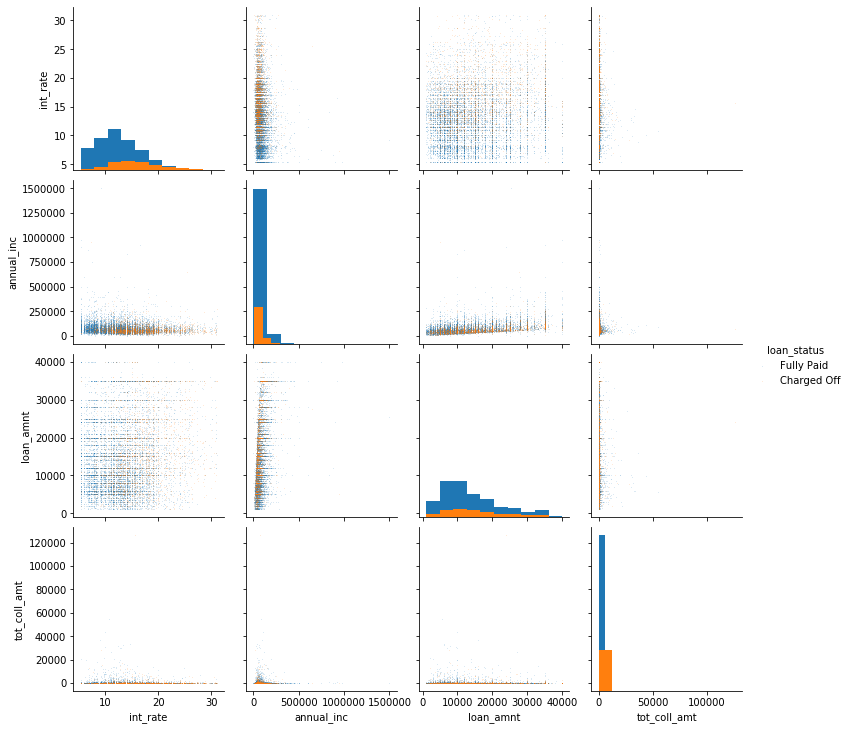 30
25
20
15
10
5
int_rate
1500000
1250000
1000000
750000
500000
250000
0
annual_inc
loan_status
Fully Paid
Charged Off
40000
30000
20000
10000
0
loan_amnt
120000
100000
80000
60000
40000
20000
0
tot_coll_amt
10 20 30
0 500000 1000000 1500000
0 10000 20000 30000 40000
0 50000 100000
int_rate
annual_inc
loan_amnt
tot_coll_amt